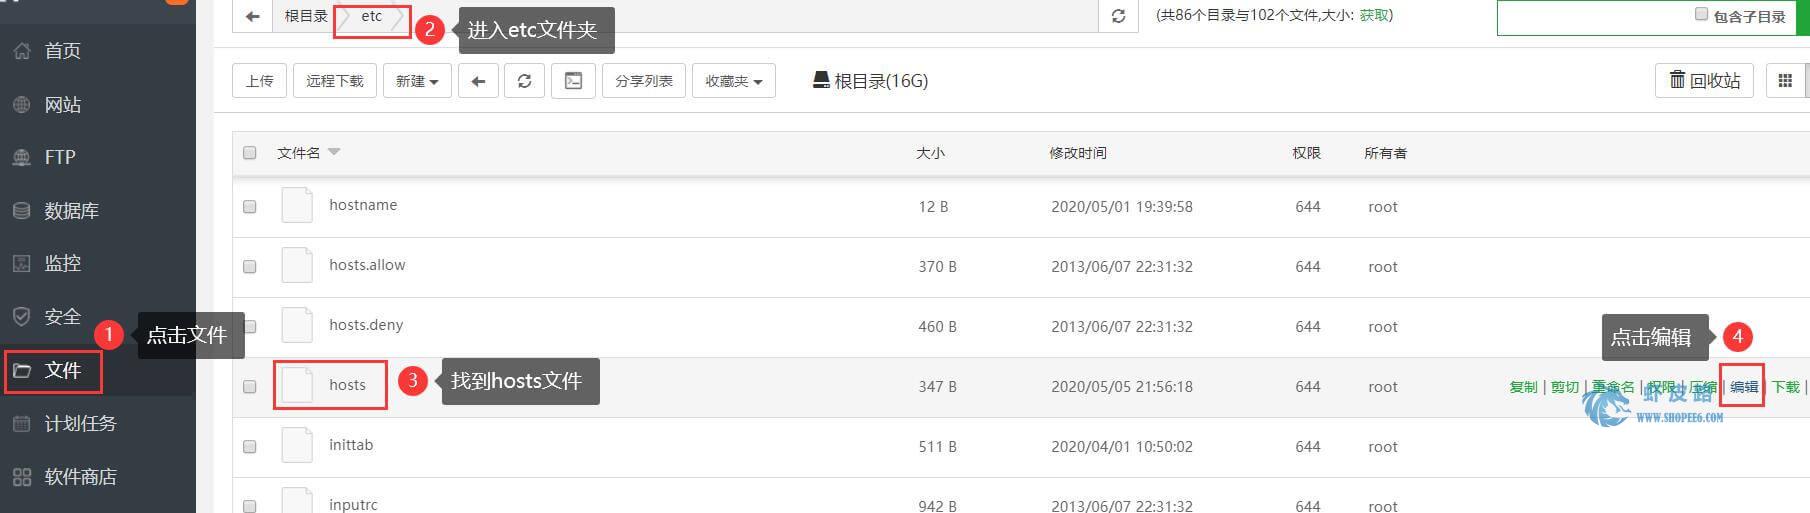 根目录 etc 2 进入etc文件夹 (共86个目录与102个文件,大小: 获取) 包含子目录
首页
上传 远程下载 新建 分享列表 收藏夹 根目录(16G) 回收站
网站
文件名 大小 修改时间 权限 所有者
FTP
hostname 12 B 2020/05/01 19:39:58 644 root
数据库
hosts.allow 370 B 2013/06/07 22:31:32 644 root
监控
hosts.deny 460 B 2013/06/07 22:31:32 644 root
安全
1 点击文件
点击编辑 4
文件
hosts 3 找到hosts文件 347 B 2020/05/05 21:56:18 644 root 复制 | 剪切 | 重命名 | 权限 | 压缩 | 编辑 | 下载 |
虾皮路
WWW.SHOPEE6.COM
计划任务
inittab 511 B 2020/04/01 10:50:02 644 root
软件商店
inputrc 942 B 2013/06/07 22:31:32 644 root